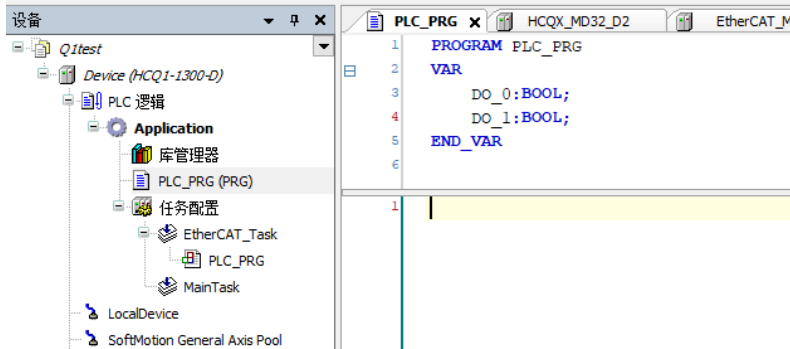 设备
Q1test
Device (HCQ1-1300-D)
PLC 逻辑
Application
库管理器
PLC_PRG (PRG)
任务配置
EtherCAT_Task
PLC_PRG
MainTask
LocalDevice
SoftMotion General Axis Pool
PLC_PRG HCQX_MD32_D2 EtherCAT_M
1 PROGRAM PLC_PRG
2 VAR
3 DO_0:BOOL;
4 DO_1:BOOL;
5 END_VAR
6
1